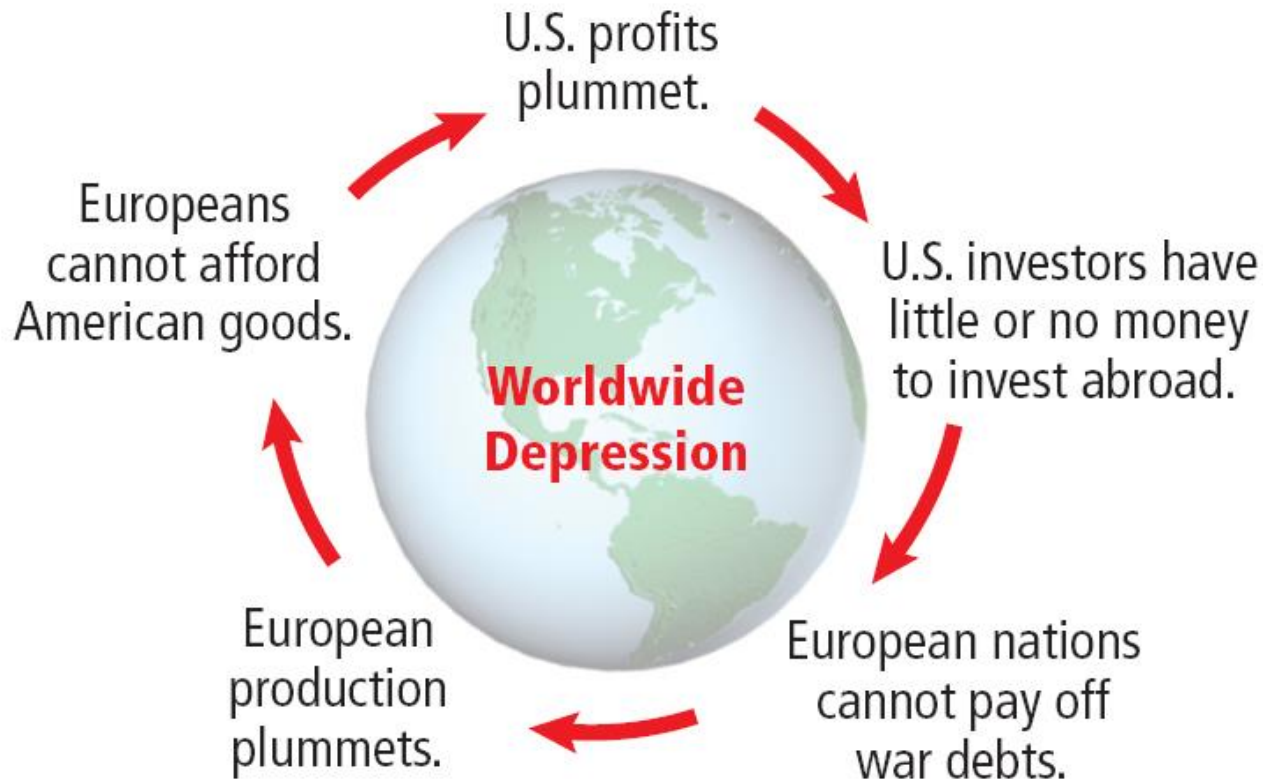 U.S. profits
plummet.
U.S. investors have
little or no money
to invest abroad.
European nations
cannot pay off
war debts.
European
production
plummets.
Europeans
cannot afford
American goods.
Worldwide
Depression